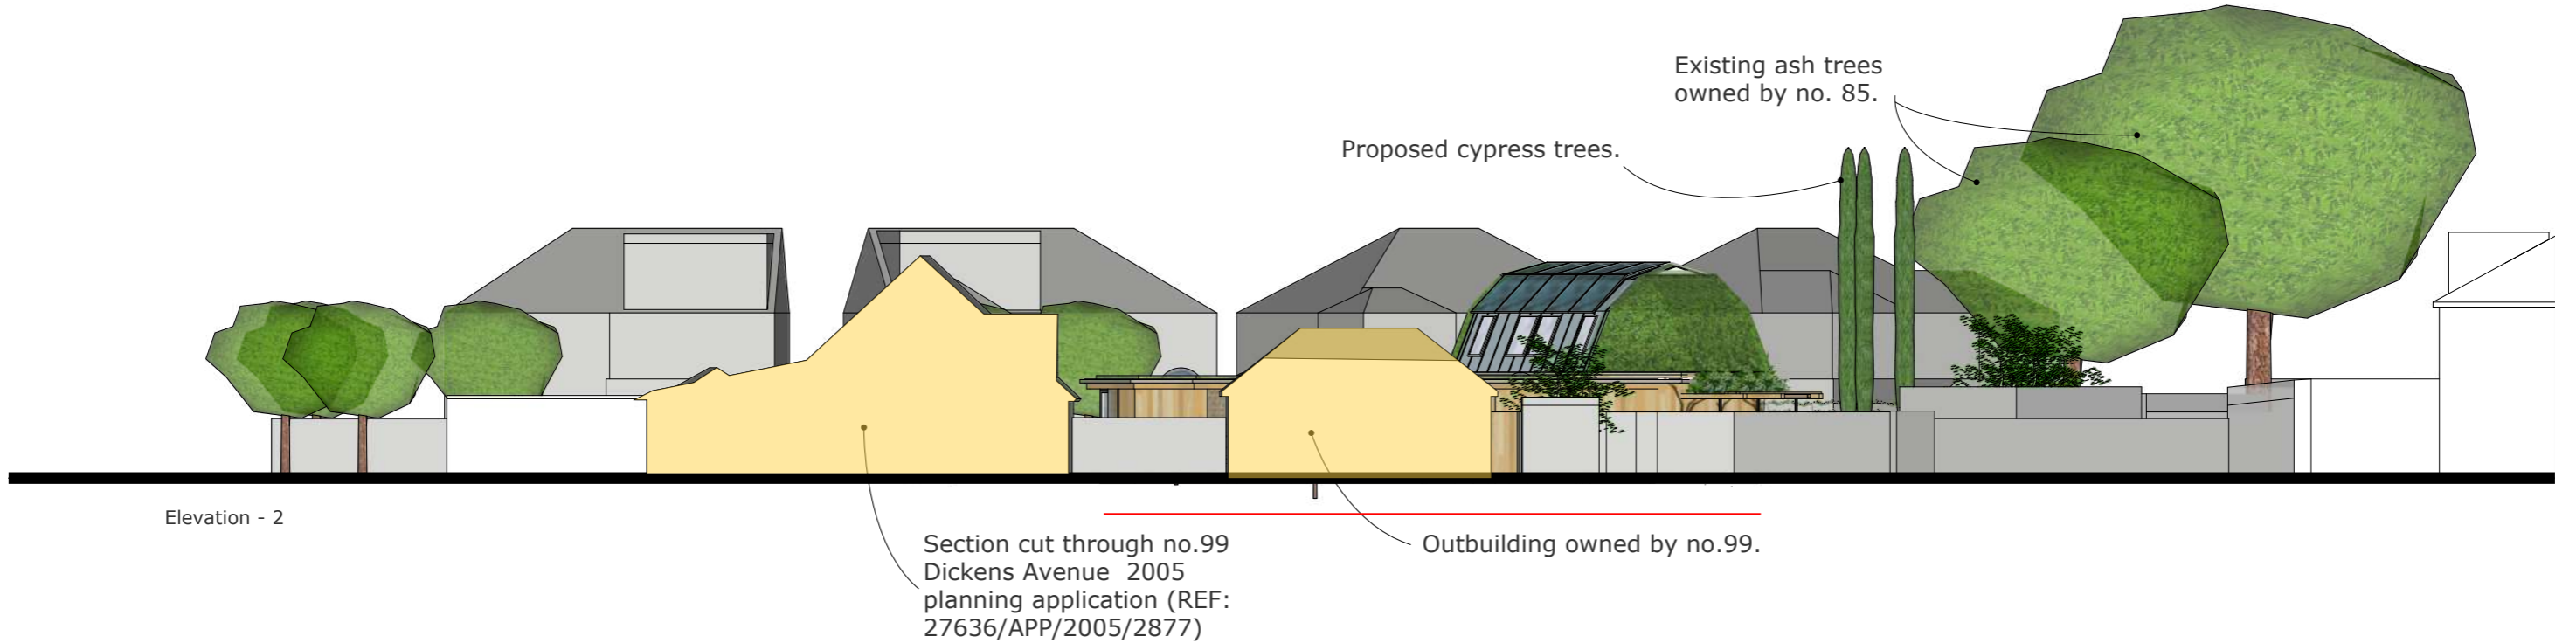 Existing ash trees
owned by no. 85.
Proposed cypress trees.
Elevation - 2
Section cut through no.99
Dickens Avenue  2005
planning application (REF:
27636/APP/2005/2877)
Outbuilding owned by no.99.